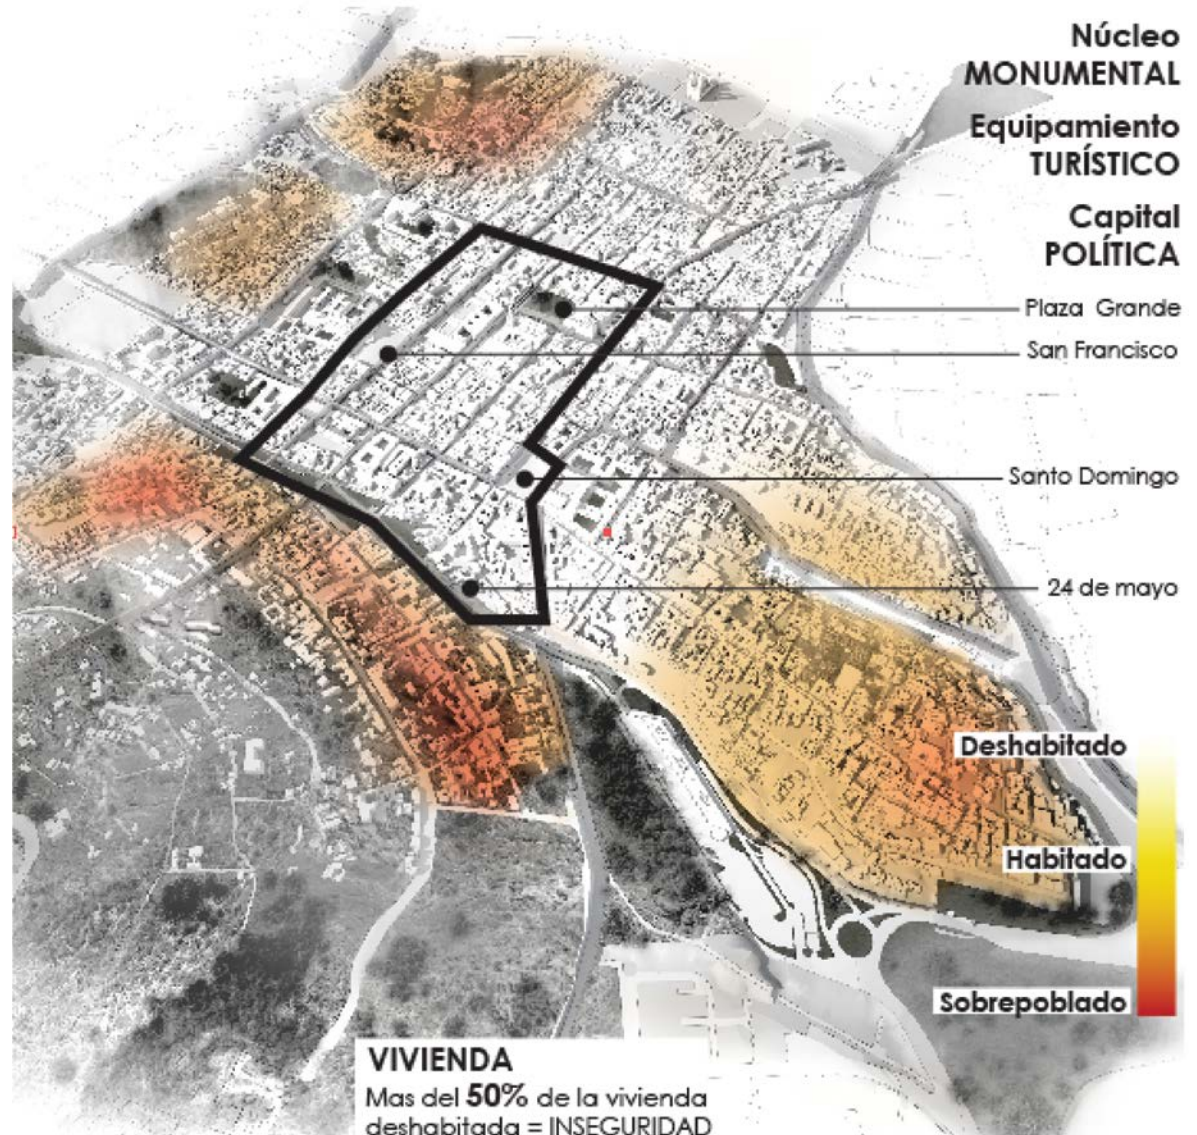 Núcleo
MONUMENTAL
Equipamiento
TURÍSTICO
Capital
POLÍTICA
Plaza Grande
San Francisco
Santo Domingo
24 de mayo
Deshabitado
Habitado
Sobrepoblado
VIVIENDA
Mas del 50% de la vivienda
deshabitada = INSEGURIDAD